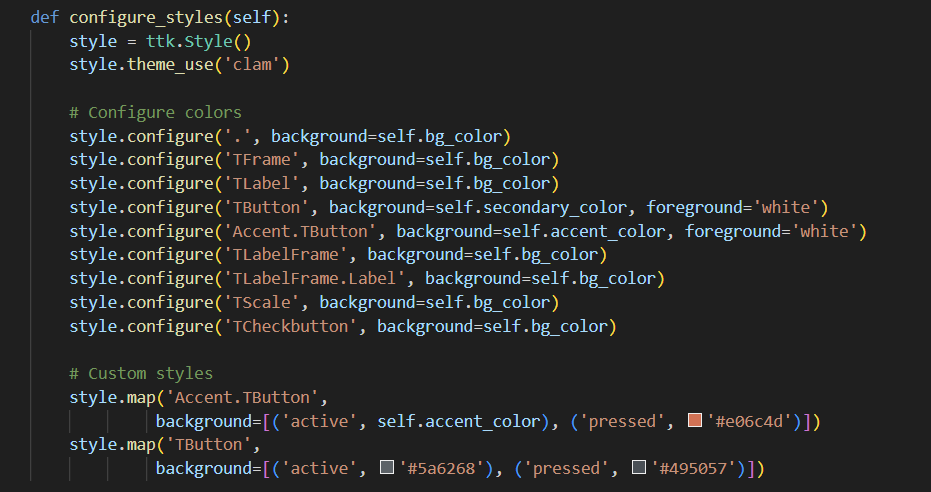 def configure_styles(self):
    style = ttk.Style()
    style.theme_use('clam')

    # Configure colors
    style.configure('.', background=self.bg_color)
    style.configure('TFrame', background=self.bg_color)
    style.configure('TLabel', background=self.bg_color)
    style.configure('TButton', background=self.secondary_color, foreground='white')
    style.configure('Accent.TButton', background=self.accent_color, foreground='white')
    style.configure('TLabelFrame', background=self.bg_color)
    style.configure('TLabelFrame.Label', background=self.bg_color)
    style.configure('TScale', background=self.bg_color)
    style.configure('TCheckbutton', background=self.bg_color)

    # Custom styles
    style.map('Accent.TButton',
             background=[('active', self.accent_color), ('pressed', '#e06c4d')])
    style.map('TButton',
             background=[('active', '#5a6268'), ('pressed', '#495057')])